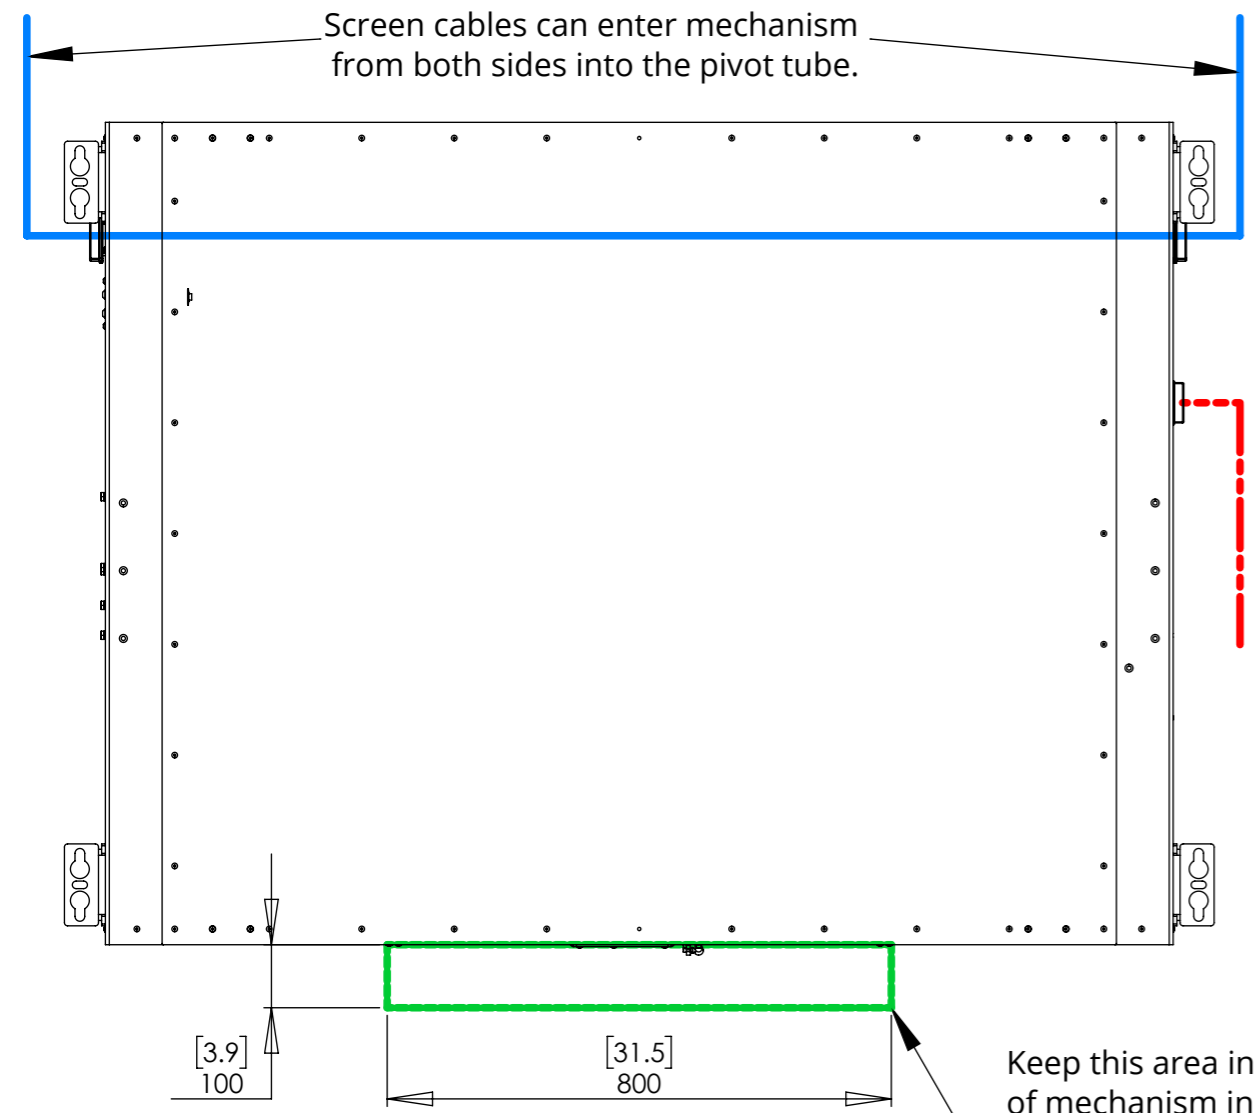 Screen cables can enter mechanism
from both sides into the pivot tube.
[3.9]
100
[31.5]
800
Keep this area in
of mechanism in